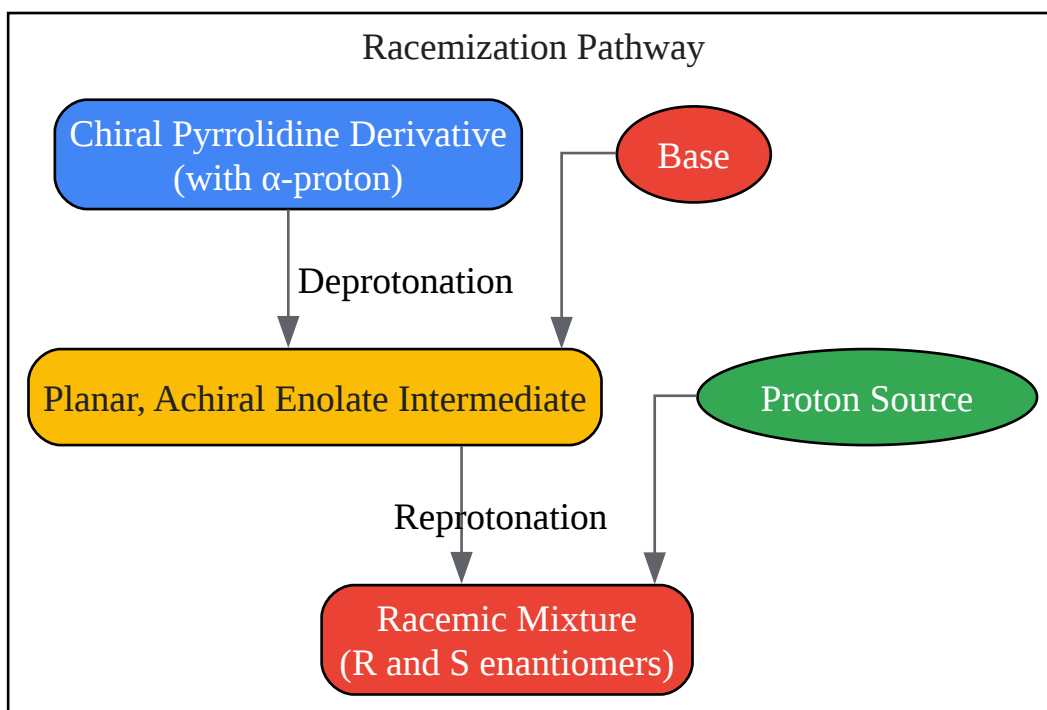 Racemization Pathway
Chiral Pyrrolidine Derivative
(with α-proton)
Base
Deprotonation
Planar, Achiral Enolate Intermediate
Proton Source
Reprotonation
Racemic Mixture
(R and S enantiomers)